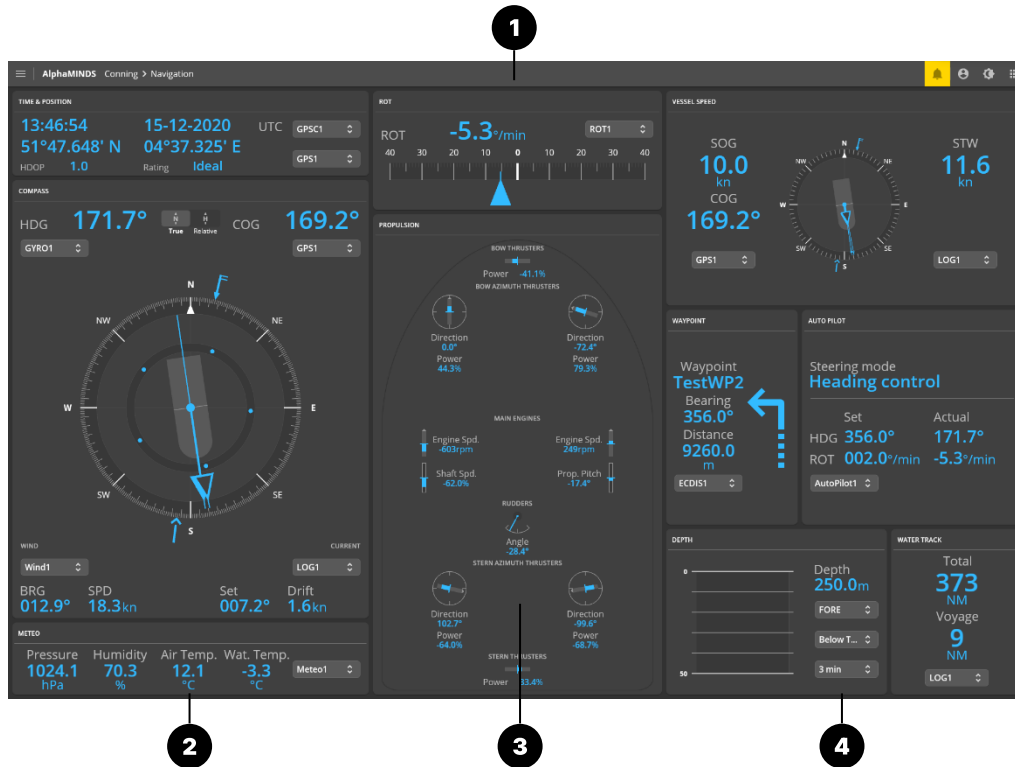 1
AlphaMINDS Conning > Navigation
TIME & POSITION
13:46:54 15-12-2020 UTC GPSC1
51°47.648' N 04°37.325' E GPS1
HDOP 1.0 Rating Ideal
COMPASS
HDG 171.7° N True R Relative COG 169.2°
GYRO1 GPS1
N
NW NE
W E
SW SE
S
WIND CURRENT
Wind1 LOG1
BRG SPD Set Drift
012.9° 18.3kn 007.2° 1.6kn
METEO
Pressure Humidity Air Temp. Wat. Temp.
1024.1 70.3 12.1 -3.3 Meteo1
hPa % °C °C
ROT
ROT -5.3°/min ROT1
40 30 20 10 0 10 20 30 40
PROPULSION
BOW THRUSTERS
Power -41.1%
BOW AZIMUTH THRUSTERS
Direction Direction
0.0° -72.4°
Power Power
44.3% 79.3%
MAIN ENGINES
Engine Spd. Engine Spd.
-603rpm 249rpm
Shaft Spd. Prop. Pitch
-62.0% -17.4°
RUDDERS
Angle
-28.4°
STERN AZIMUTH THRUSTERS
Direction Direction
102.7° -99.6°
Power Power
-64.0% -68.7%
STERN THRUSTERS
Power 33.4%
VESSEL SPEED
SOG STW
10.0 11.6
kn kn
COG
169.2°
N
NW NE
W E
SW SE
S
GPS1 LOG1
WAYPOINT
Waypoint
TestWP2
Bearing
356.0°
Distance
9260.0
m
ECDIS1
AUTO PILOT
Steering mode
Heading control
Set Actual
HDG 356.0° 171.7°
ROT 002.0°/min -5.3°/min
AutoPilot1
DEPTH
0
50
Depth
250.0m
FORE
Below T...
3 min
WATER TRACK
Total
373
NM
Voyage
9
NM
LOG1
2 3 4